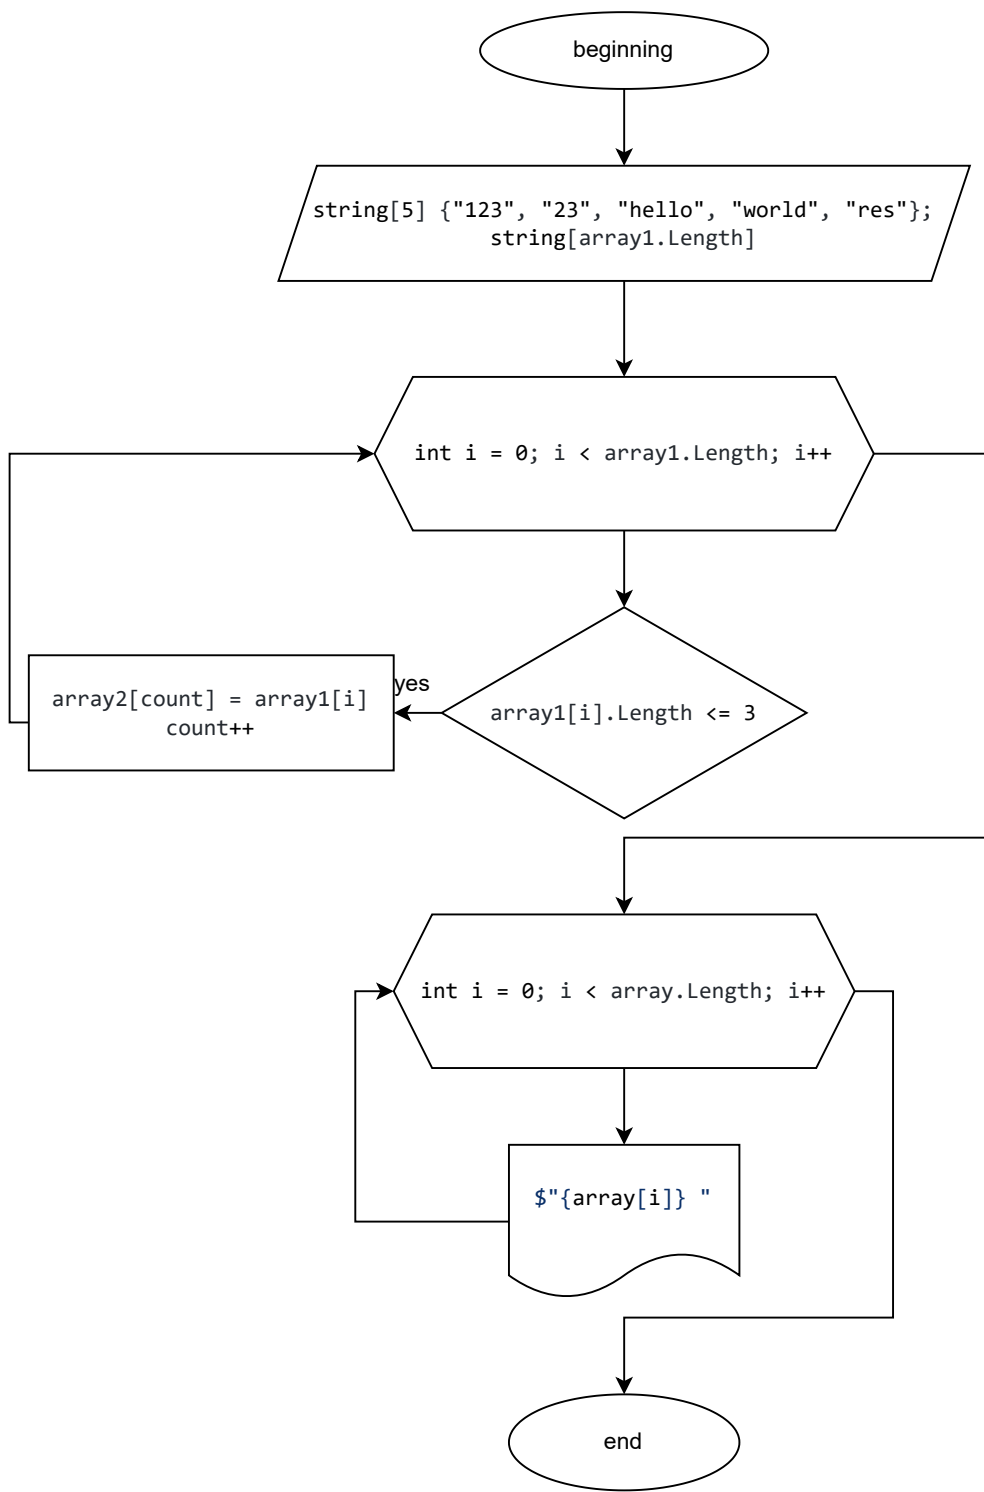 beginning
string[5] {"123", "23", "hello", "world", "res"};
string[array1.Length]
int i = 0; i < array1.Length; i++
yes
array2[count] = array1[i]
count++
array1[i].Length <= 3
int i = 0; i < array.Length; i++
$"{array[i]} "
end